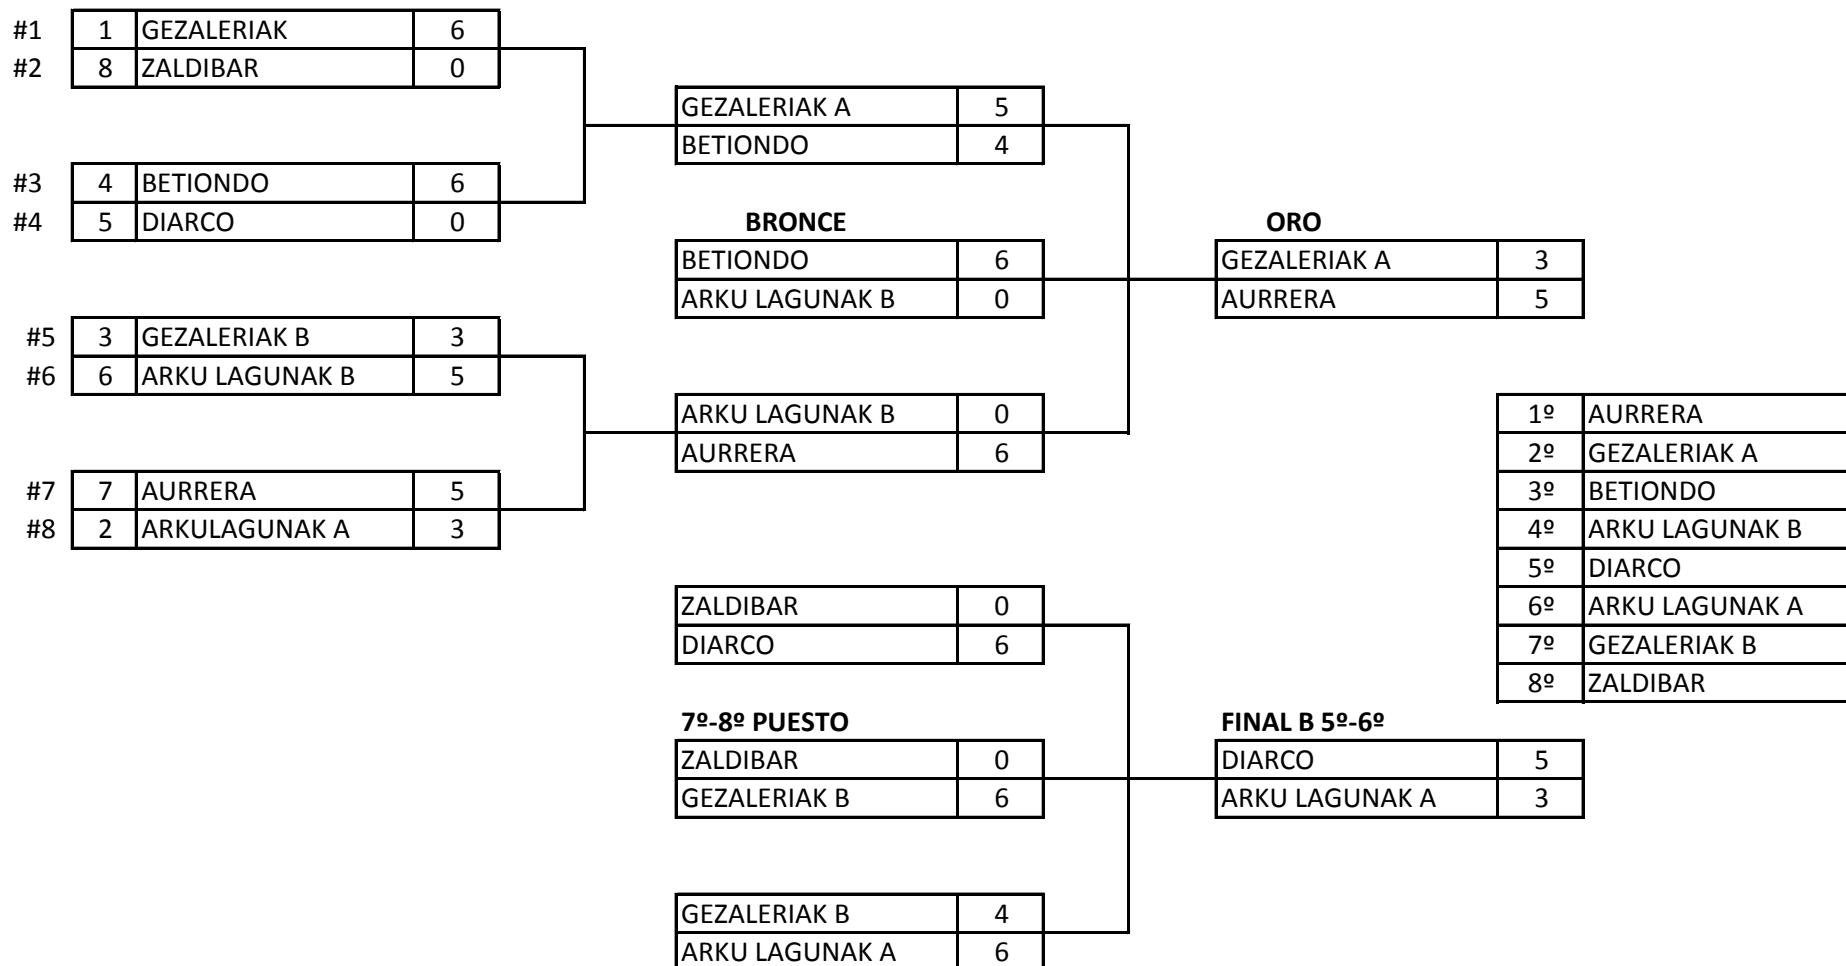 #1 1 GEZALERIAK 6
#2 8 ZALDIBAR 0
GEZALERIAK A 5
BETIONDO 4
#3 4 BETIONDO 6
#4 5 DIARCO 0
BRONCE
ORO
BETIONDO 6
ARKU LAGUNAK B 0
GEZALERIAK A 3
AURRERA 5
#5 3 GEZALERIAK B 3
#6 6 ARKU LAGUNAK B 5
ARKU LAGUNAK B 0
AURRERA 6
#7 7 AURRERA 5
#8 2 ARKULAGUNAK A 3
1º AURRERA
2º GEZALERIAK A
3º BETIONDO
4º ARKU LAGUNAK B
5º DIARCO
6º ARKU LAGUNAK A
7º GEZALERIAK B
8º ZALDIBAR
ZALDIBAR 0
DIARCO 6
7º-8º PUESTO
FINAL B 5º-6º
ZALDIBAR 0
GEZALERIAK B 6
DIARCO 5
ARKU LAGUNAK A 3
GEZALERIAK B 4
ARKU LAGUNAK A 6